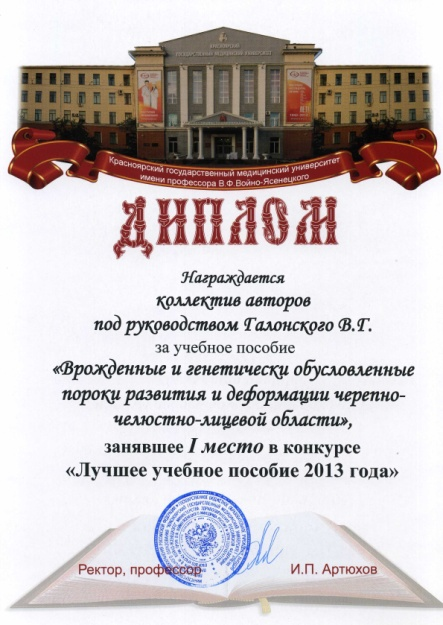 Красноярский государственный медицинский университет
имени профессора В.Ф.Войно-Ясенецкого
ДИПЛОМ
Награждается
коллектив авторов
под руководством Галонского В.Г.
за учебное пособие
«Врожденные и генетически обусловленные
пороки развития и деформации черепно-
челюстно-лицевой области»,
занявшее I место в конкурсе
«Лучшее учебное пособие 2013 года»
Ректор, профессор И.П. Артюхов